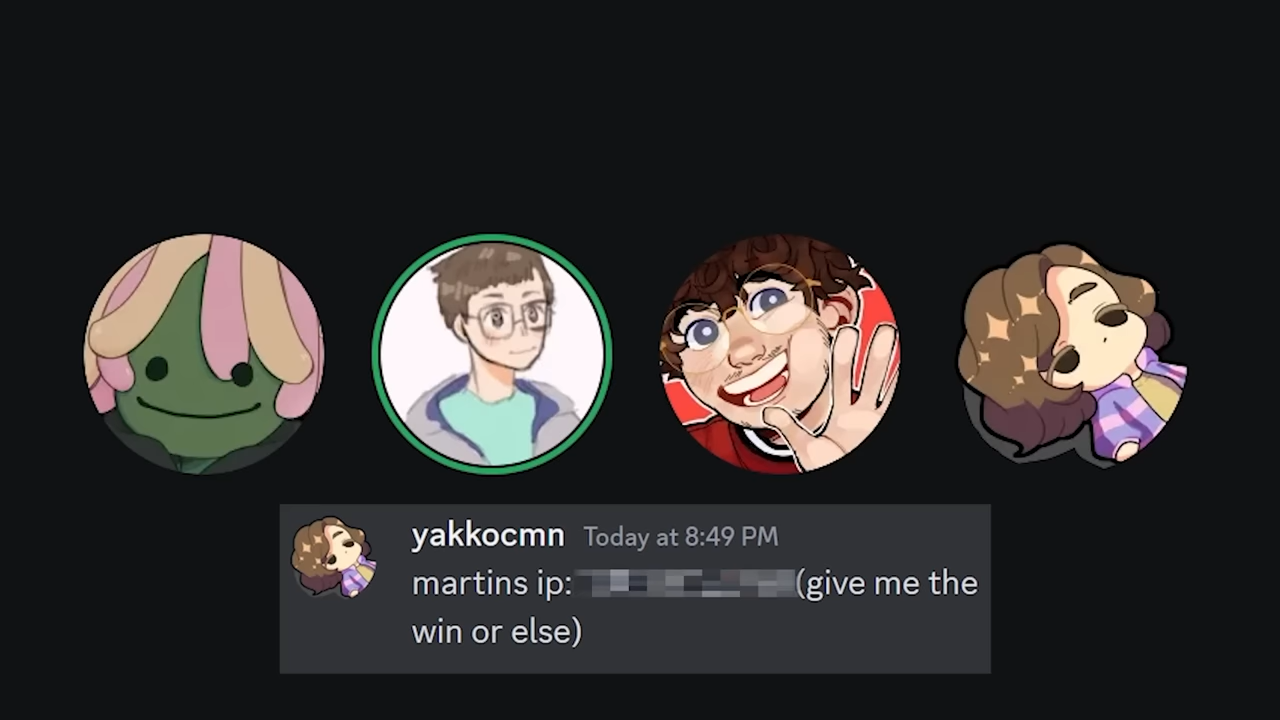 yakkocmn Today at 8:49 PM
martins ip: (give me the
win or else)